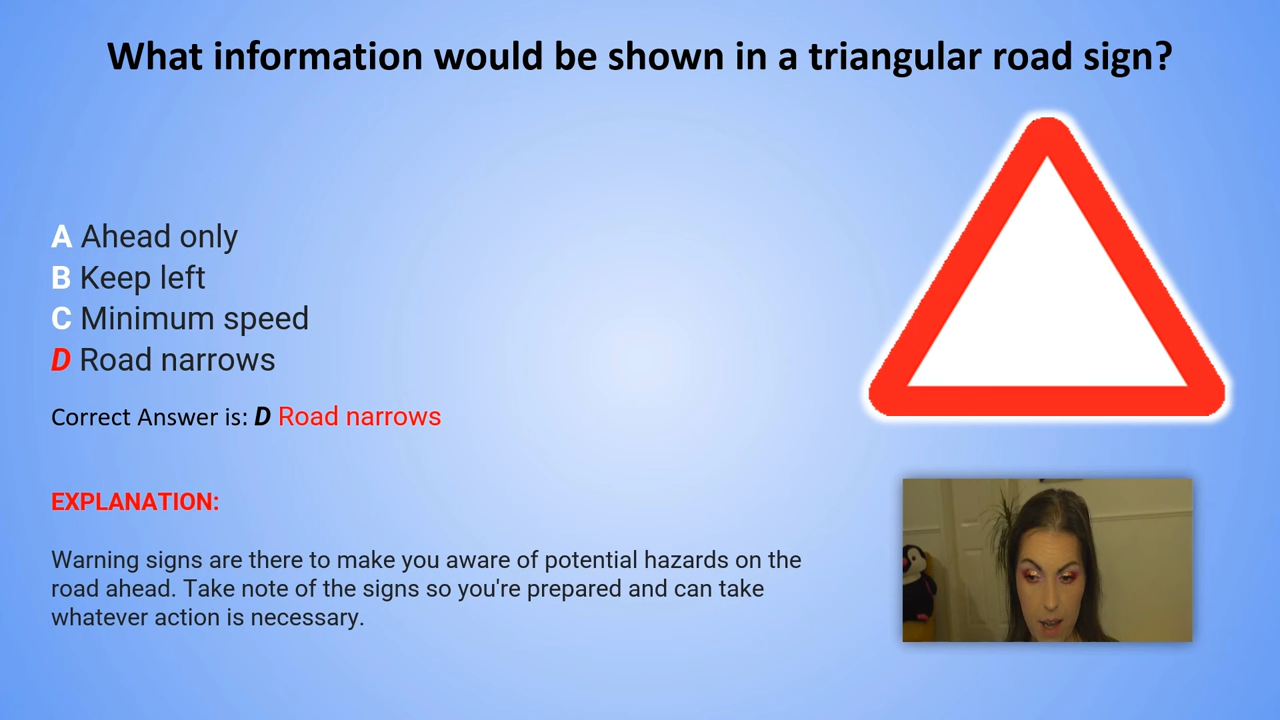 What information would be shown in a triangular road sign?
A Ahead only
B Keep left
C Minimum speed
D Road narrows
Correct Answer is: D Road narrows
EXPLANATION:
Warning signs are there to make you aware of potential hazards on the
road ahead. Take note of the signs so you're prepared and can take
whatever action is necessary.